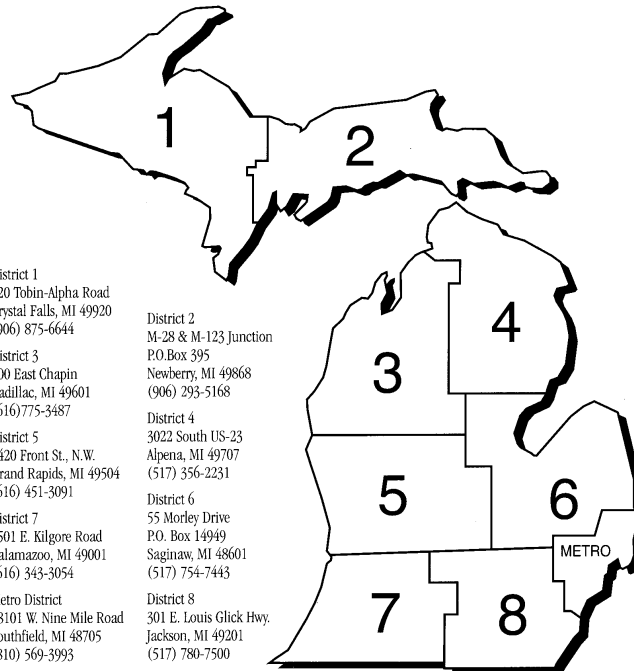 1
2
istrict 1
20 Tobin-Alpha Road
rystal Falls, MI 49920
906) 875-6644
istrict 3
00 East Chapin
adillac, MI 49601
616)775-3487
istrict 5
420 Front St., N.W.
rand Rapids, MI 49504
616) 451-3091
istrict 7
501 E. Kilgore Road
alamazoo, MI 49001
616) 343-3054
etro District
8101 W. Nine Mile Road
outhfield, MI 48705
810) 569-3993
District 2
M-28 & M-123 Junction
P.O.Box 395
Newberry, MI 49868
(906) 293-5168
District 4
3022 South US-23
Alpena, MI 49707
(517) 356-2231
District 6
55 Morley Drive
P.O. Box 14949
Saginaw, MI 48601
(517) 754-7443
District 8
301 E. Louis Glick Hwy.
Jackson, MI 49201
(517) 780-7500
4
3
5
6
METRO
7
8